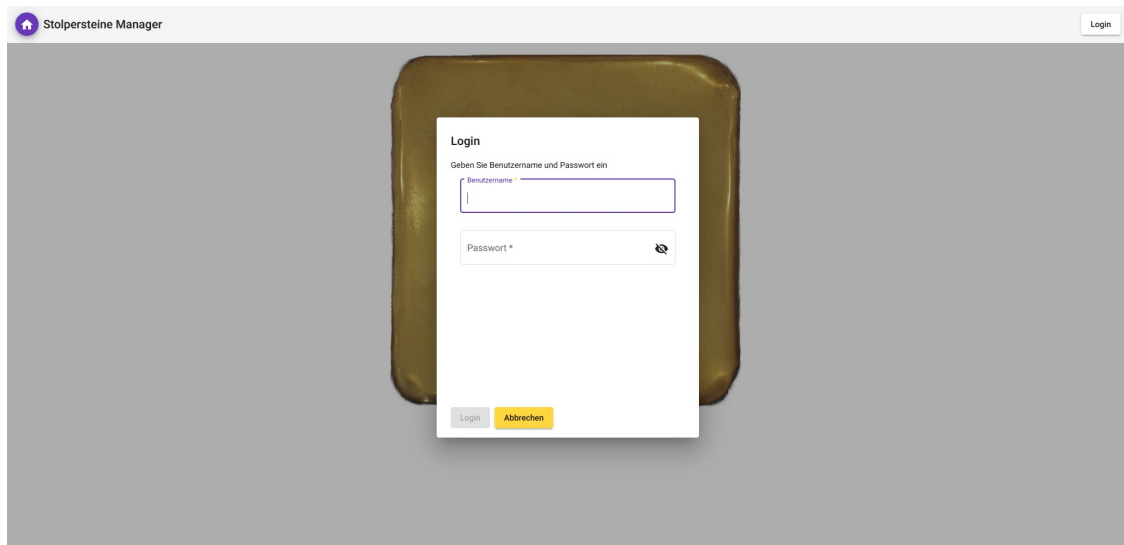 Stolpersteine Manager
Login
Login
Geben Sie Benutzername und Passwort ein
Benutzername *
Passwort *
Login
Abbrechen